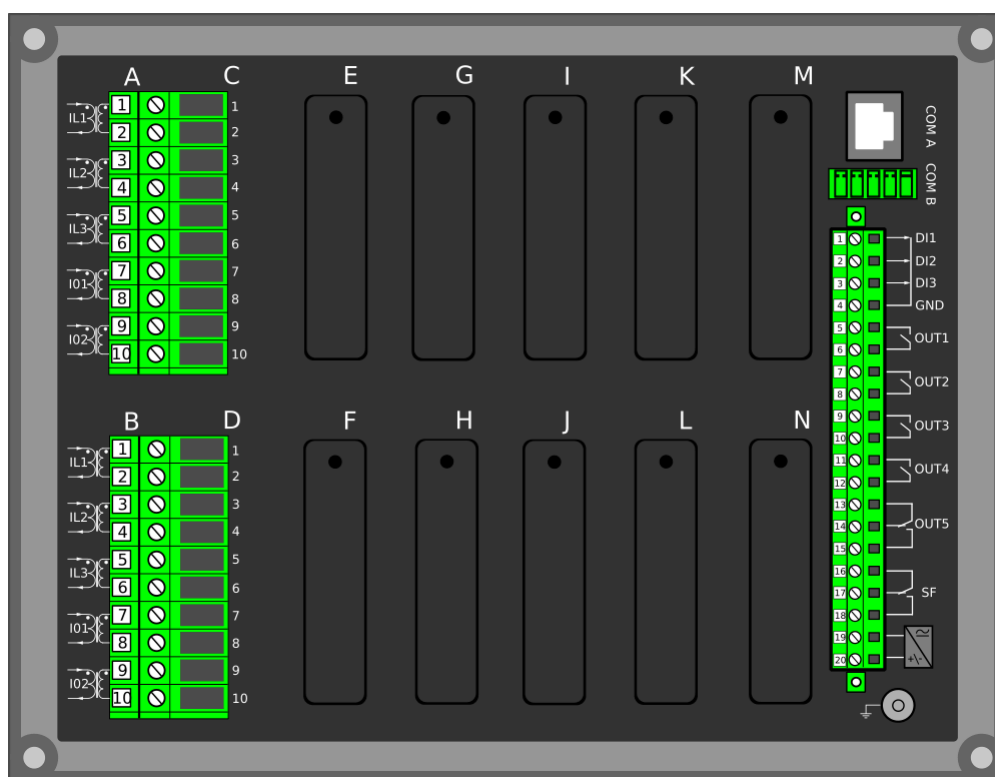 A C E G I K M
IL1 1 2 1 2
IL2 3 4 3 4
IL3 5 6 5 6
I01 7 8 7 8
I02 9 10 9 10
COM A
COM B
B D F H J L N
IL1 1 2 1 2
IL2 3 4 3 4
IL3 5 6 5 6
I01 7 8 7 8
I02 9 10 9 10
1 DI1
2 DI2
3 DI3
4 GND
5
6
OUT1
7
8
OUT2
9
10
OUT3
11
12
OUT4
13
14 OUT5
15
16
17 SF
18
19
20
+/-